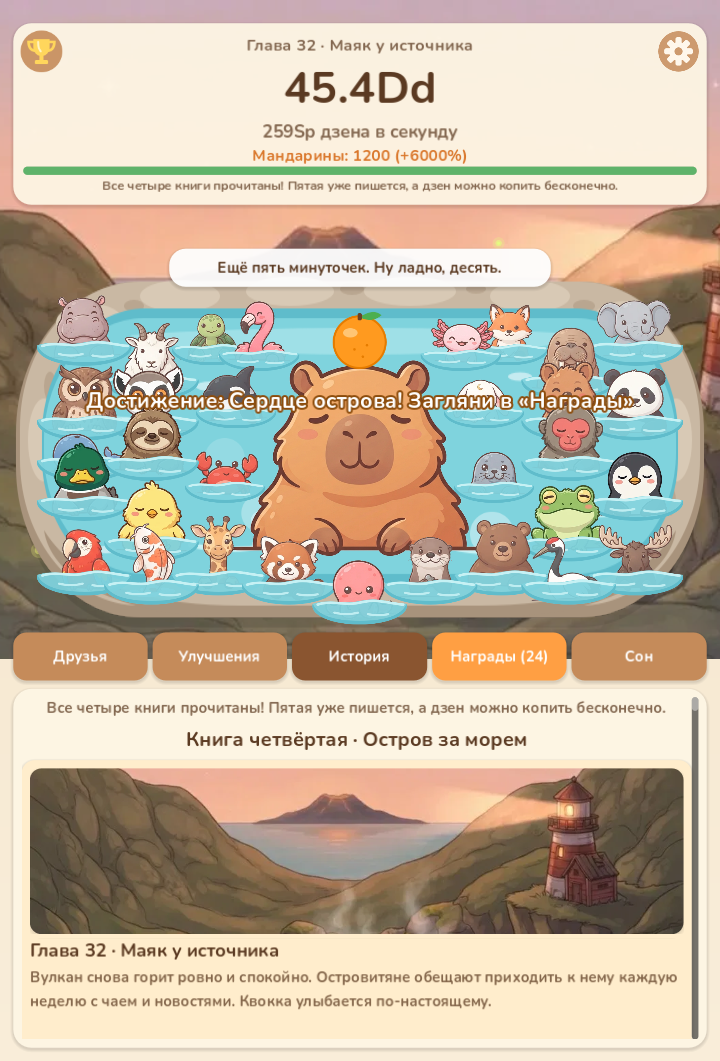 Глава 32 · Маяк у источника
45.4Dd
259Sp дзена в секунду
Мандарины: 1200 (+6000%)
Все четыре книги прочитаны! Пятая уже пишется, а дзен можно копить бесконечно.
Ещё пять минуточек. Ну ладно, десять.
Достижение: Сердце острова! Загляни в «Награды»
Друзья
Улучшения
История
Награды (24)
Сон
Все четыре книги прочитаны! Пятая уже пишется, а дзен можно копить бесконечно.
Книга четвёртая · Остров за морем
Глава 32 · Маяк у источника
Вулкан снова горит ровно и спокойно. Островитяне обещают приходить к нему каждую
неделю с чаем и новостями. Квокка улыбается по-настоящему.